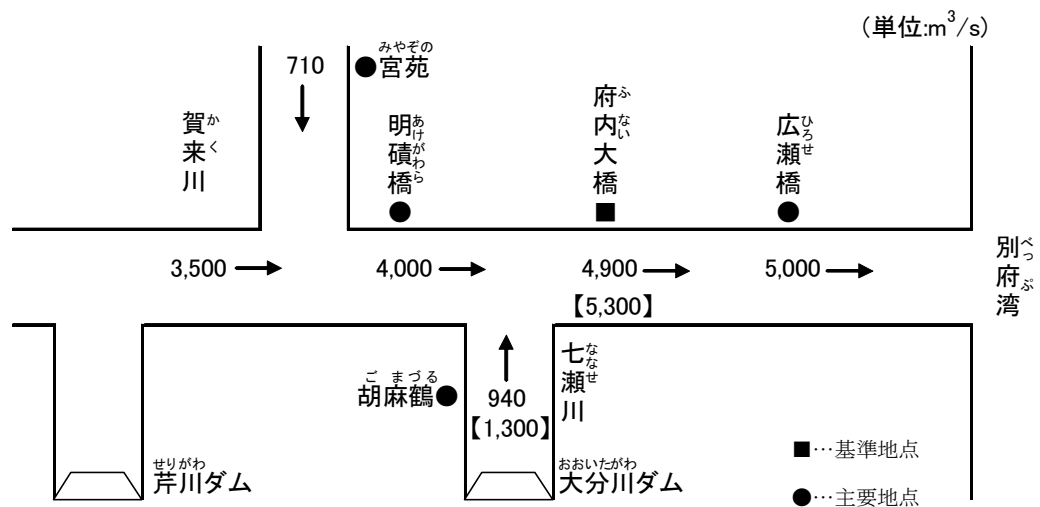 （単位:m³/s）
710
みやぞの
●宮苑
賀来川
かく
明磧橋
あけがわら
府内大橋
ふない
広瀬橋
ひろせ
3,500
4,000
4,900
5,000
【5,300】
別府湾
べっぷ
ごまづる
胡麻鶴●
940
【1,300】
七瀬川
ななせ
せりがわ
芹川ダム
おおいたがわ
大分川ダム
■…基準地点
●…主要地点